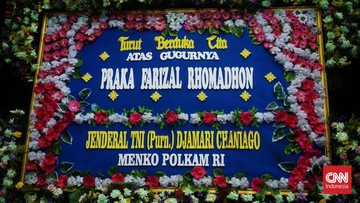 Turut Berduka Cita
ATAS GUGURNYA
PRAKA FARIZAL RHOMADHON
JENDERAL TNI (Purn.) DJAMARI CHANIAGO
MENKO POLKAM RI
CNN
Indonesia